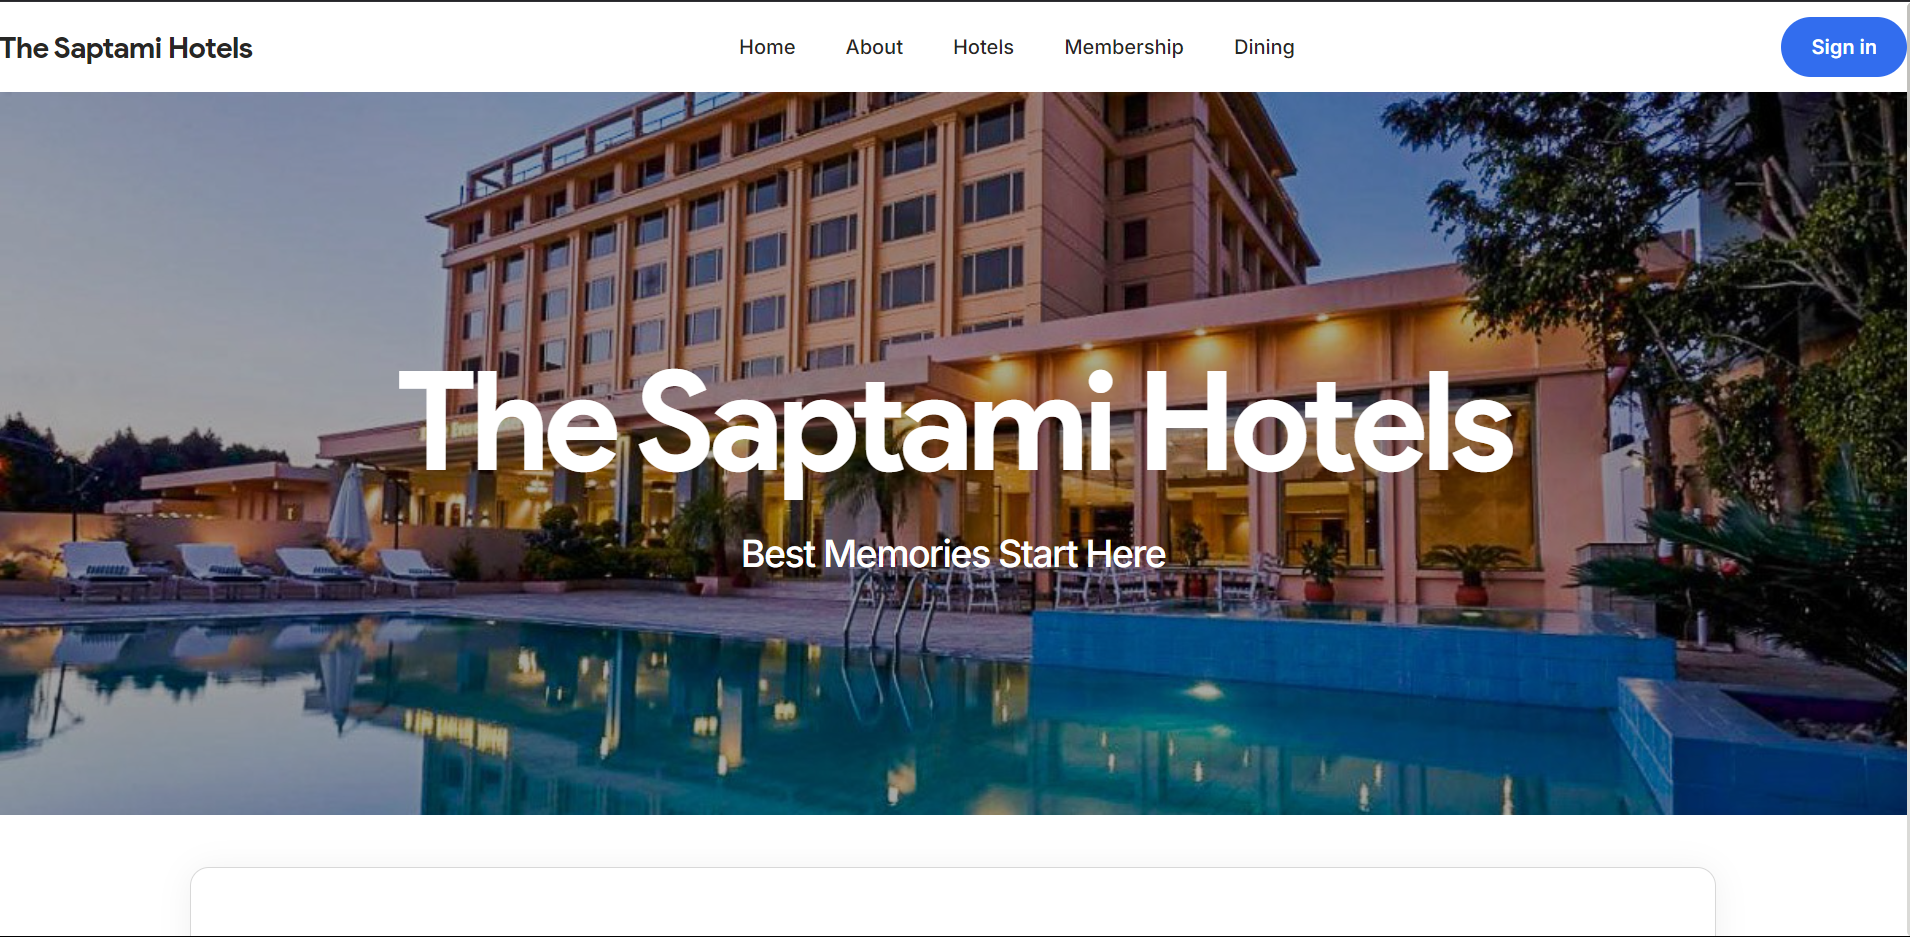 The Saptami Hotels
Home About Hotels Membership Dining
Sign in
The Saptami Hotels
Best Memories Start Here